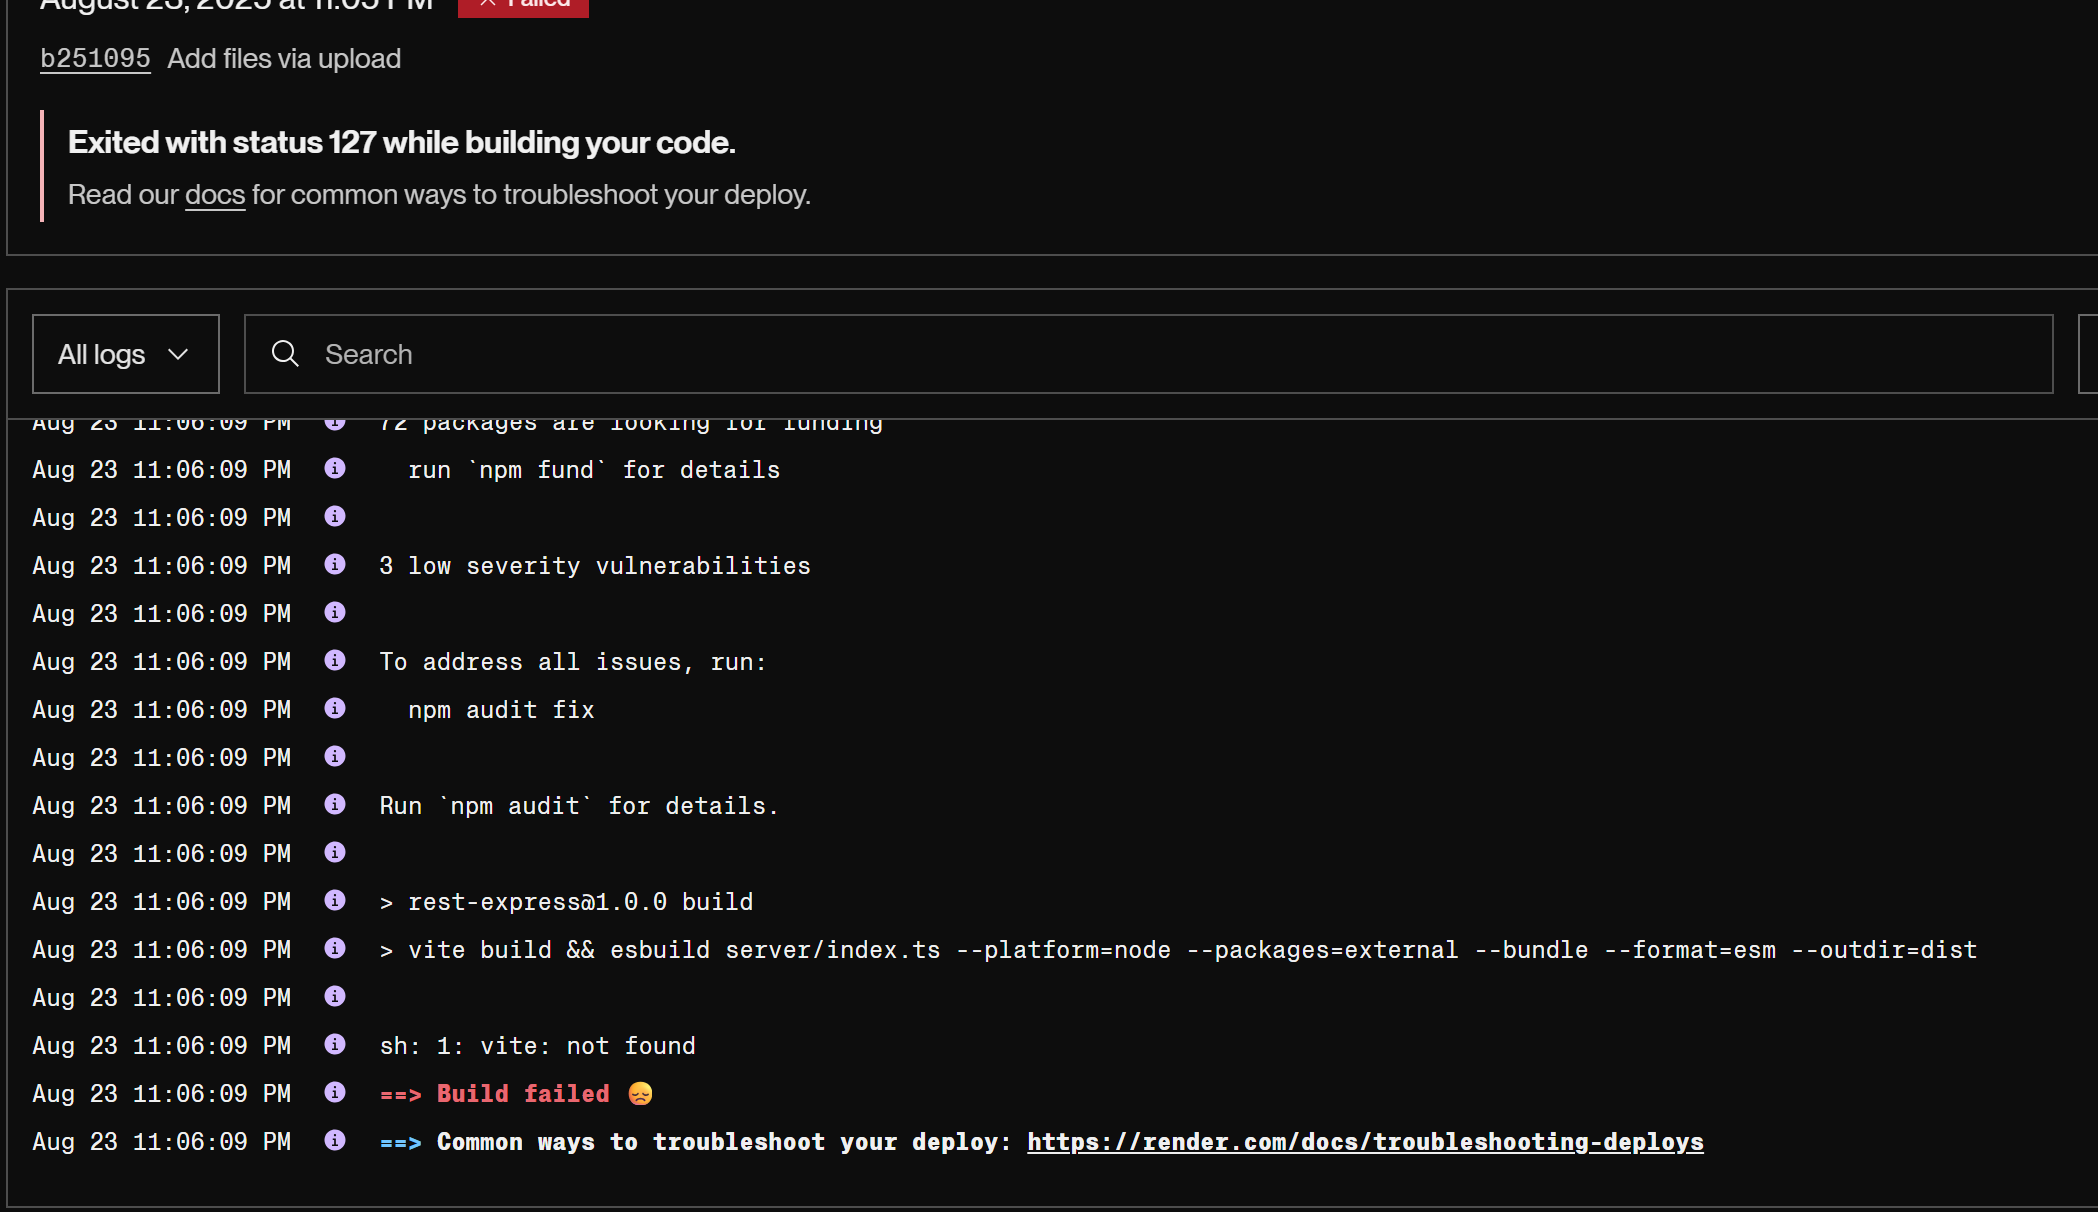 August 23, 2025 at 11:05 PM Failed
b251095 Add files via upload
Exited with status 127 while building your code.
Read our docs for common ways to troubleshoot your deploy.
All logs Search
Aug 23 11:06:09 PM 72 packages are looking for funding
Aug 23 11:06:09 PM run `npm fund` for details
Aug 23 11:06:09 PM
Aug 23 11:06:09 PM 3 low severity vulnerabilities
Aug 23 11:06:09 PM
Aug 23 11:06:09 PM To address all issues, run:
Aug 23 11:06:09 PM npm audit fix
Aug 23 11:06:09 PM
Aug 23 11:06:09 PM Run `npm audit` for details.
Aug 23 11:06:09 PM
Aug 23 11:06:09 PM > rest-express@1.0.0 build
Aug 23 11:06:09 PM > vite build && esbuild server/index.ts --platform=node --packages=external --bundle --format=esm --outdir=dist
Aug 23 11:06:09 PM
Aug 23 11:06:09 PM sh: 1: vite: not found
Aug 23 11:06:09 PM ==> Build failed 😞
Aug 23 11:06:09 PM ==> Common ways to troubleshoot your deploy: https://render.com/docs/troubleshooting-deploys